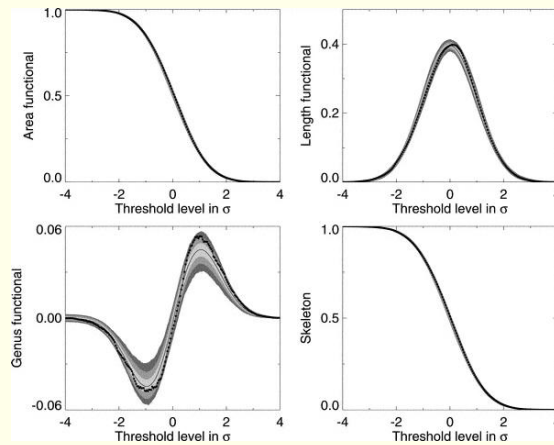 1.0
0.5
0.0
Area functional
-4 -2 0 2 4
Threshold level in σ
0.4
0.2
0.0
Length functional
-4 -2 0 2 4
Threshold level in σ
0.06
0.00
-0.06
Genus functional
-4 -2 0 2 4
Threshold level in σ
1.0
0.5
0.0
Skeleton
-4 -2 0 2 4
Threshold level in σ